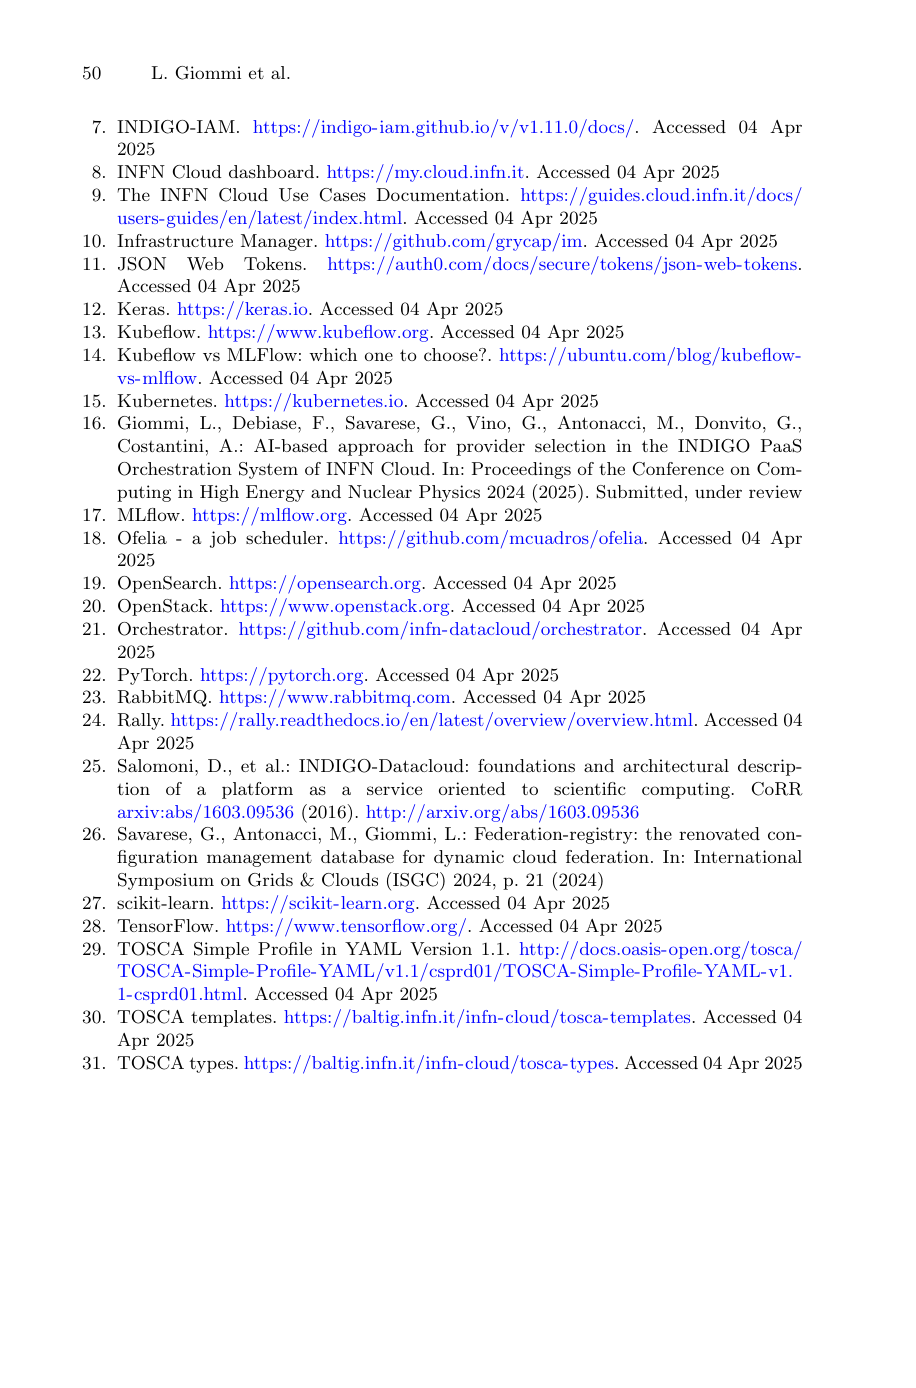 50 L. Giommi et al.
7. INDIGO-IAM. https://indigo-iam.github.io/v/v1.11.0/docs/. Accessed 04 Apr
2025
8. INFN Cloud dashboard. https://my.cloud.infn.it. Accessed 04 Apr 2025
9. The INFN Cloud Use Cases Documentation. https://guides.cloud.infn.it/docs/
users-guides/en/latest/index.html. Accessed 04 Apr 2025
10. Infrastructure Manager. https://github.com/grycap/im. Accessed 04 Apr 2025
11. JSON Web Tokens. https://auth0.com/docs/secure/tokens/json-web-tokens.
Accessed 04 Apr 2025
12. Keras. https://keras.io. Accessed 04 Apr 2025
13. Kubeflow. https://www.kubeflow.org. Accessed 04 Apr 2025
14. Kubeflow vs MLFlow: which one to choose?. https://ubuntu.com/blog/kubeflow-
vs-mlflow. Accessed 04 Apr 2025
15. Kubernetes. https://kubernetes.io. Accessed 04 Apr 2025
16. Giommi, L., Debiase, F., Savarese, G., Vino, G., Antonacci, M., Donvito, G.,
Costantini, A.: AI-based approach for provider selection in the INDIGO PaaS
Orchestration System of INFN Cloud. In: Proceedings of the Conference on Com-
puting in High Energy and Nuclear Physics 2024 (2025). Submitted, under review
17. MLflow. https://mlflow.org. Accessed 04 Apr 2025
18. Ofelia - a job scheduler. https://github.com/mcuadros/ofelia. Accessed 04 Apr
2025
19. OpenSearch. https://opensearch.org. Accessed 04 Apr 2025
20. OpenStack. https://www.openstack.org. Accessed 04 Apr 2025
21. Orchestrator. https://github.com/infn-datacloud/orchestrator. Accessed 04 Apr
2025
22. PyTorch. https://pytorch.org. Accessed 04 Apr 2025
23. RabbitMQ. https://www.rabbitmq.com. Accessed 04 Apr 2025
24. Rally. https://rally.readthedocs.io/en/latest/overview/overview.html. Accessed 04
Apr 2025
25. Salomoni, D., et al.: INDIGO-Datacloud: foundations and architectural descrip-
tion of a platform as a service oriented to scientific computing. CoRR
arxiv:abs/1603.09536 (2016). http://arxiv.org/abs/1603.09536
26. Savarese, G., Antonacci, M., Giommi, L.: Federation-registry: the renovated con-
figuration management database for dynamic cloud federation. In: International
Symposium on Grids & Clouds (ISGC) 2024, p. 21 (2024)
27. scikit-learn. https://scikit-learn.org. Accessed 04 Apr 2025
28. TensorFlow. https://www.tensorflow.org/. Accessed 04 Apr 2025
29. TOSCA Simple Profile in YAML Version 1.1. http://docs.oasis-open.org/tosca/
TOSCA-Simple-Profile-YAML/v1.1/csprd01/TOSCA-Simple-Profile-YAML-v1.
1-csprd01.html. Accessed 04 Apr 2025
30. TOSCA templates. https://baltig.infn.it/infn-cloud/tosca-templates. Accessed 04
Apr 2025
31. TOSCA types. https://baltig.infn.it/infn-cloud/tosca-types. Accessed 04 Apr 2025